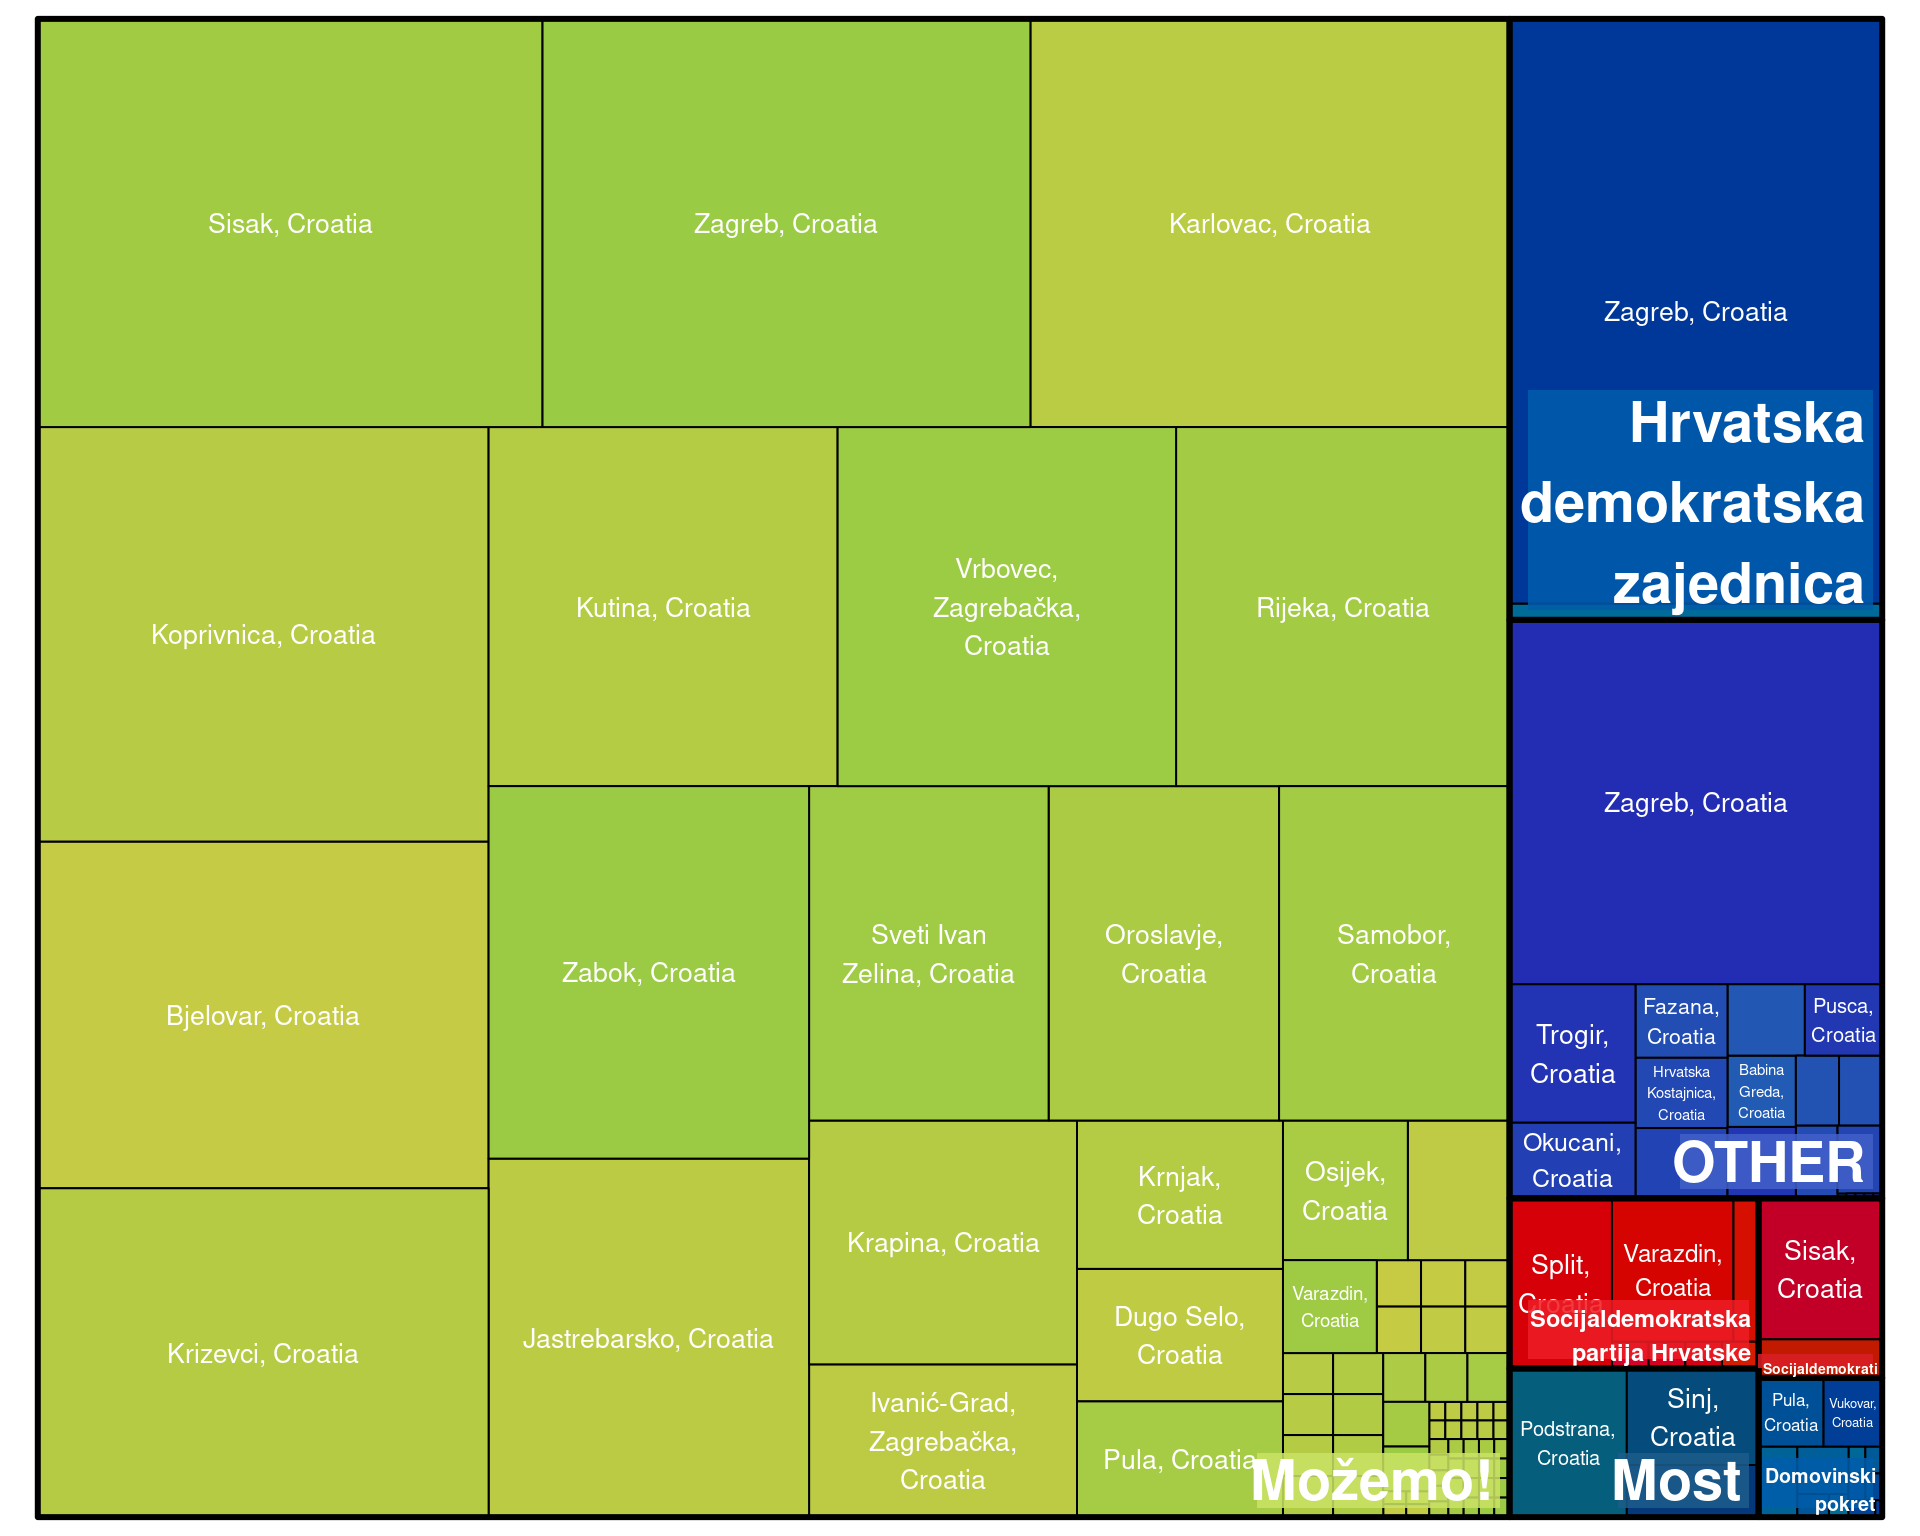 Sisak, Croatia
Zagreb, Croatia
Karlovac, Croatia
Koprivnica, Croatia
Kutina, Croatia
Vrbovec,
Zagrebačka,
Croatia
Rijeka, Croatia
Bjelovar, Croatia
Zabok, Croatia
Sveti Ivan
Zelina, Croatia
Oroslavje,
Croatia
Samobor,
Croatia
Krizevci, Croatia
Jastrebarsko, Croatia
Krapina, Croatia
Ivanić-Grad,
Zagrebačka,
Croatia
Krnjak,
Croatia
Dugo Selo,
Croatia
Pula, Croatia
Osijek,
Croatia
Varazdin,
Croatia
Možemo!
Zagreb, Croatia
Hrvatska
demokratska
zajednica
Zagreb, Croatia
Trogir,
Croatia
Okucani,
Croatia
Fazana,
Croatia
Hrvatska
Kostajnica,
Croatia
Pusca,
Croatia
Babina
Greda,
Croatia
OTHER
Split,
Croatia
Varazdin,
Croatia
Socijaldemokratska
partija Hrvatske
Sisak,
Croatia
Socijaldemokrati
Podstrana,
Croatia
Sinj,
Croatia
Most
Pula,
Croatia
Vukovar,
Croatia
Domovinski
pokret